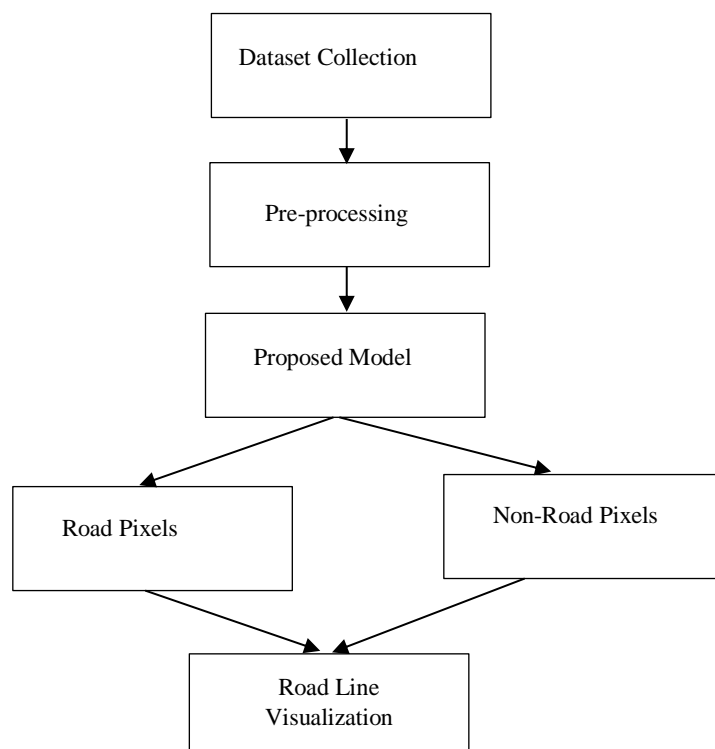 Dataset Collection
Pre-processing
Proposed Model
Road Pixels
Non-Road Pixels
Road Line
Visualization